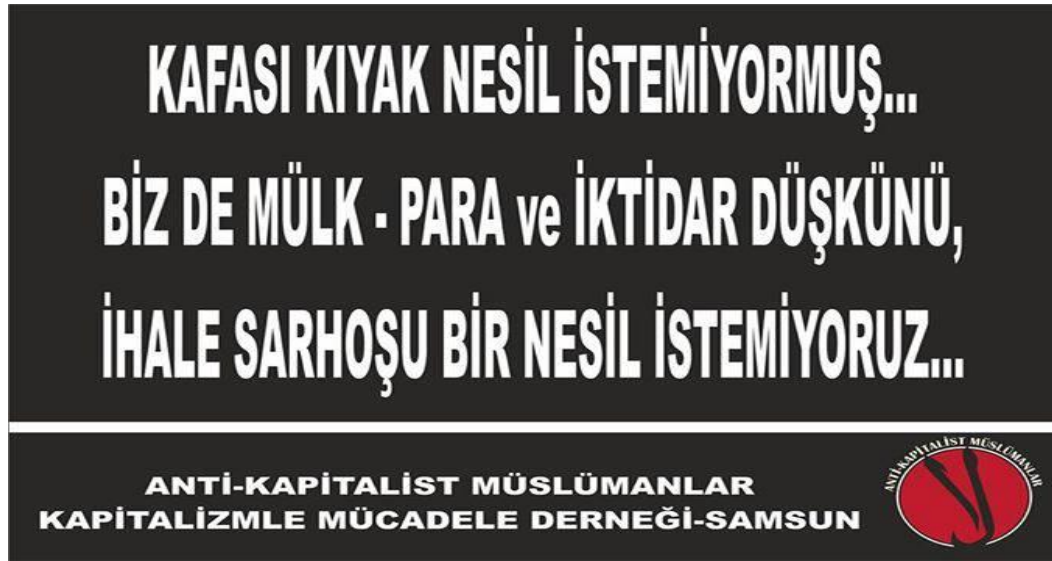 KAFASI KIYAK NESİL İSTEMİYORMUŞ...
BİZ DE MÜLK - PARA ve İKTİDAR DÜŞKÜNÜ,
İHALE SARHOŞU BİR NESİL İSTEMİYORUZ...
ANTİ-KAPİTALİST MÜSLÜMANLAR
KAPİTALİZMLE MÜCADELE DERNEĞİ-SAMSUN
ANTİ-KAPİTALİST MÜSLÜMANLAR